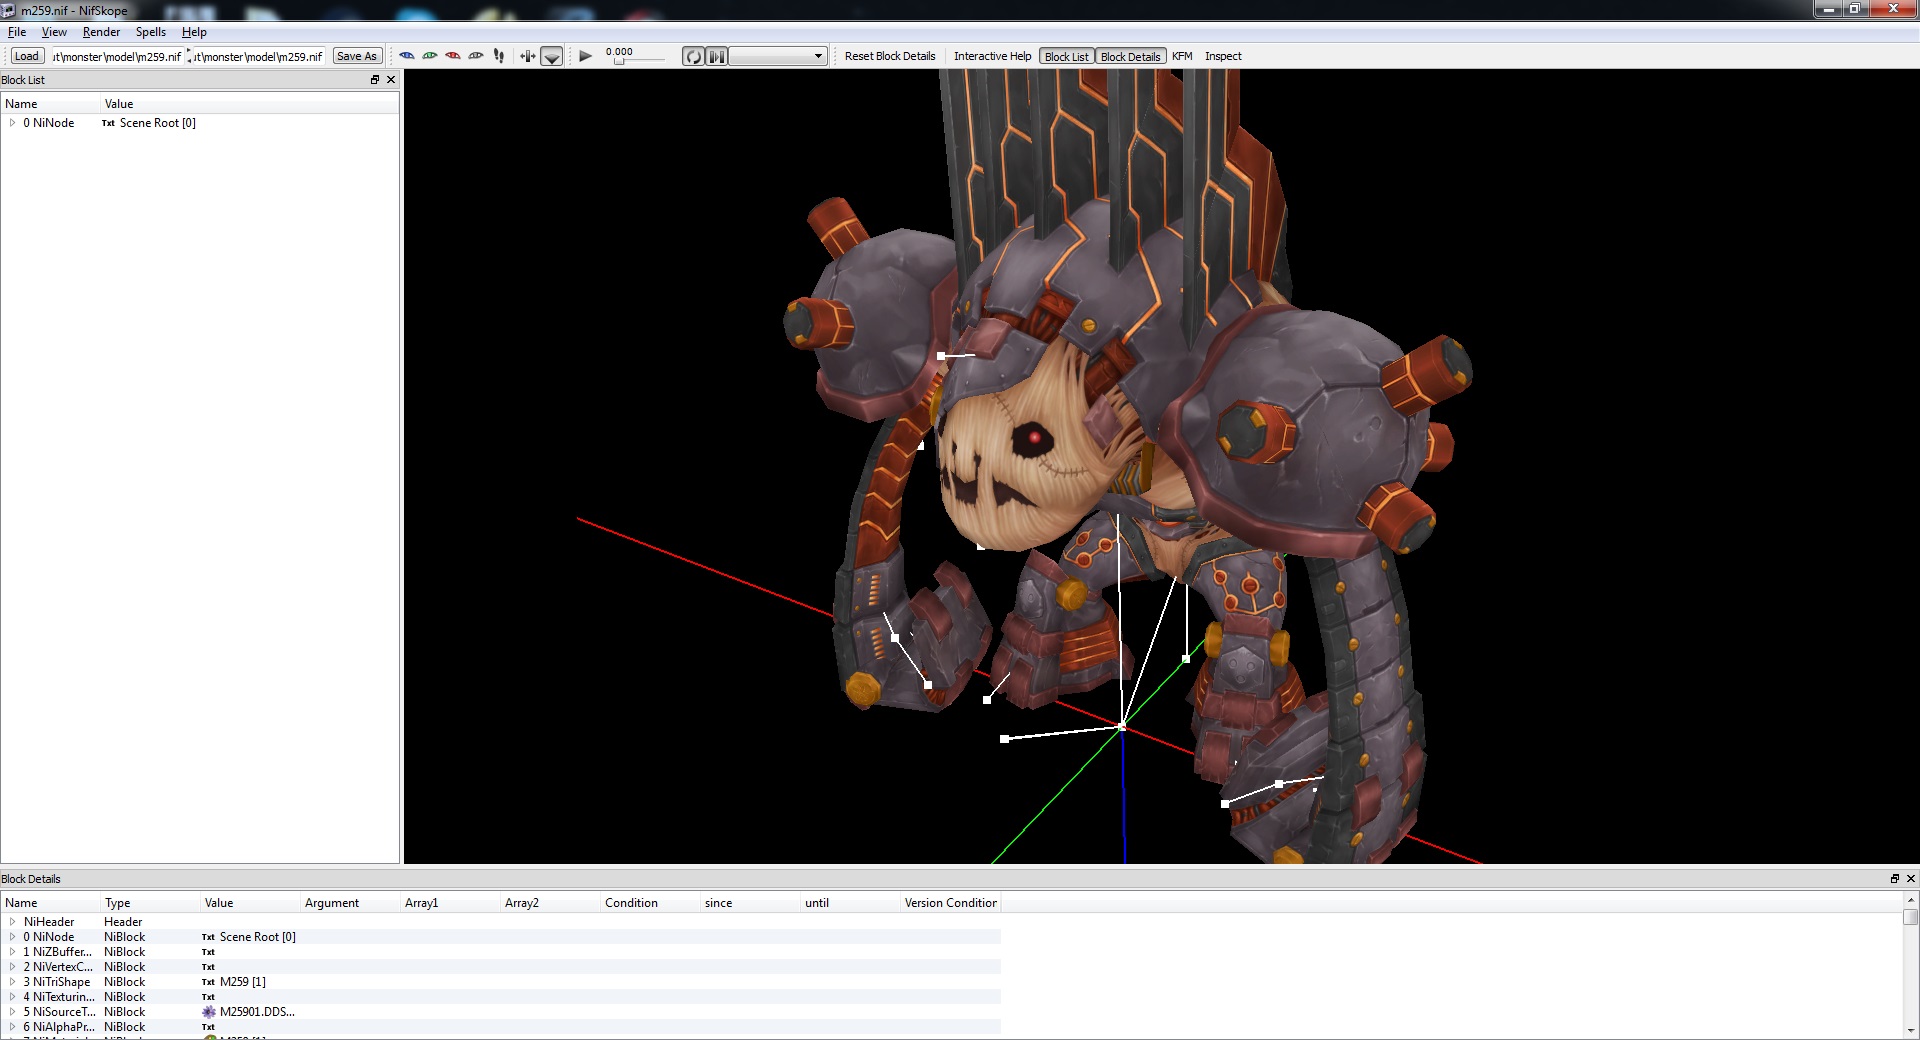 m259.nif - NifSkope
File View Render Spells Help
Load ıt\monster\model\m259.nif ıt\monster\model\m259.nif Save As 0.000 Reset Block Details Interactive Help Block List Block Details KFM Inspect
Block List
Name Value
0 NiNode Txt Scene Root [0]
Block Details
Name Type Value Argument Array1 Array2 Condition since until Version Condition
NiHeader Header
0 NiNode NiBlock Txt Scene Root [0]
1 NiZBuffer... NiBlock Txt
2 NiVertexC... NiBlock Txt
3 NiTriShape NiBlock Txt M259 [1]
4 NiTexturin... NiBlock Txt
5 NiSourceT... NiBlock M25901.DDS...
6 NiAlphaPr... NiBlock Txt